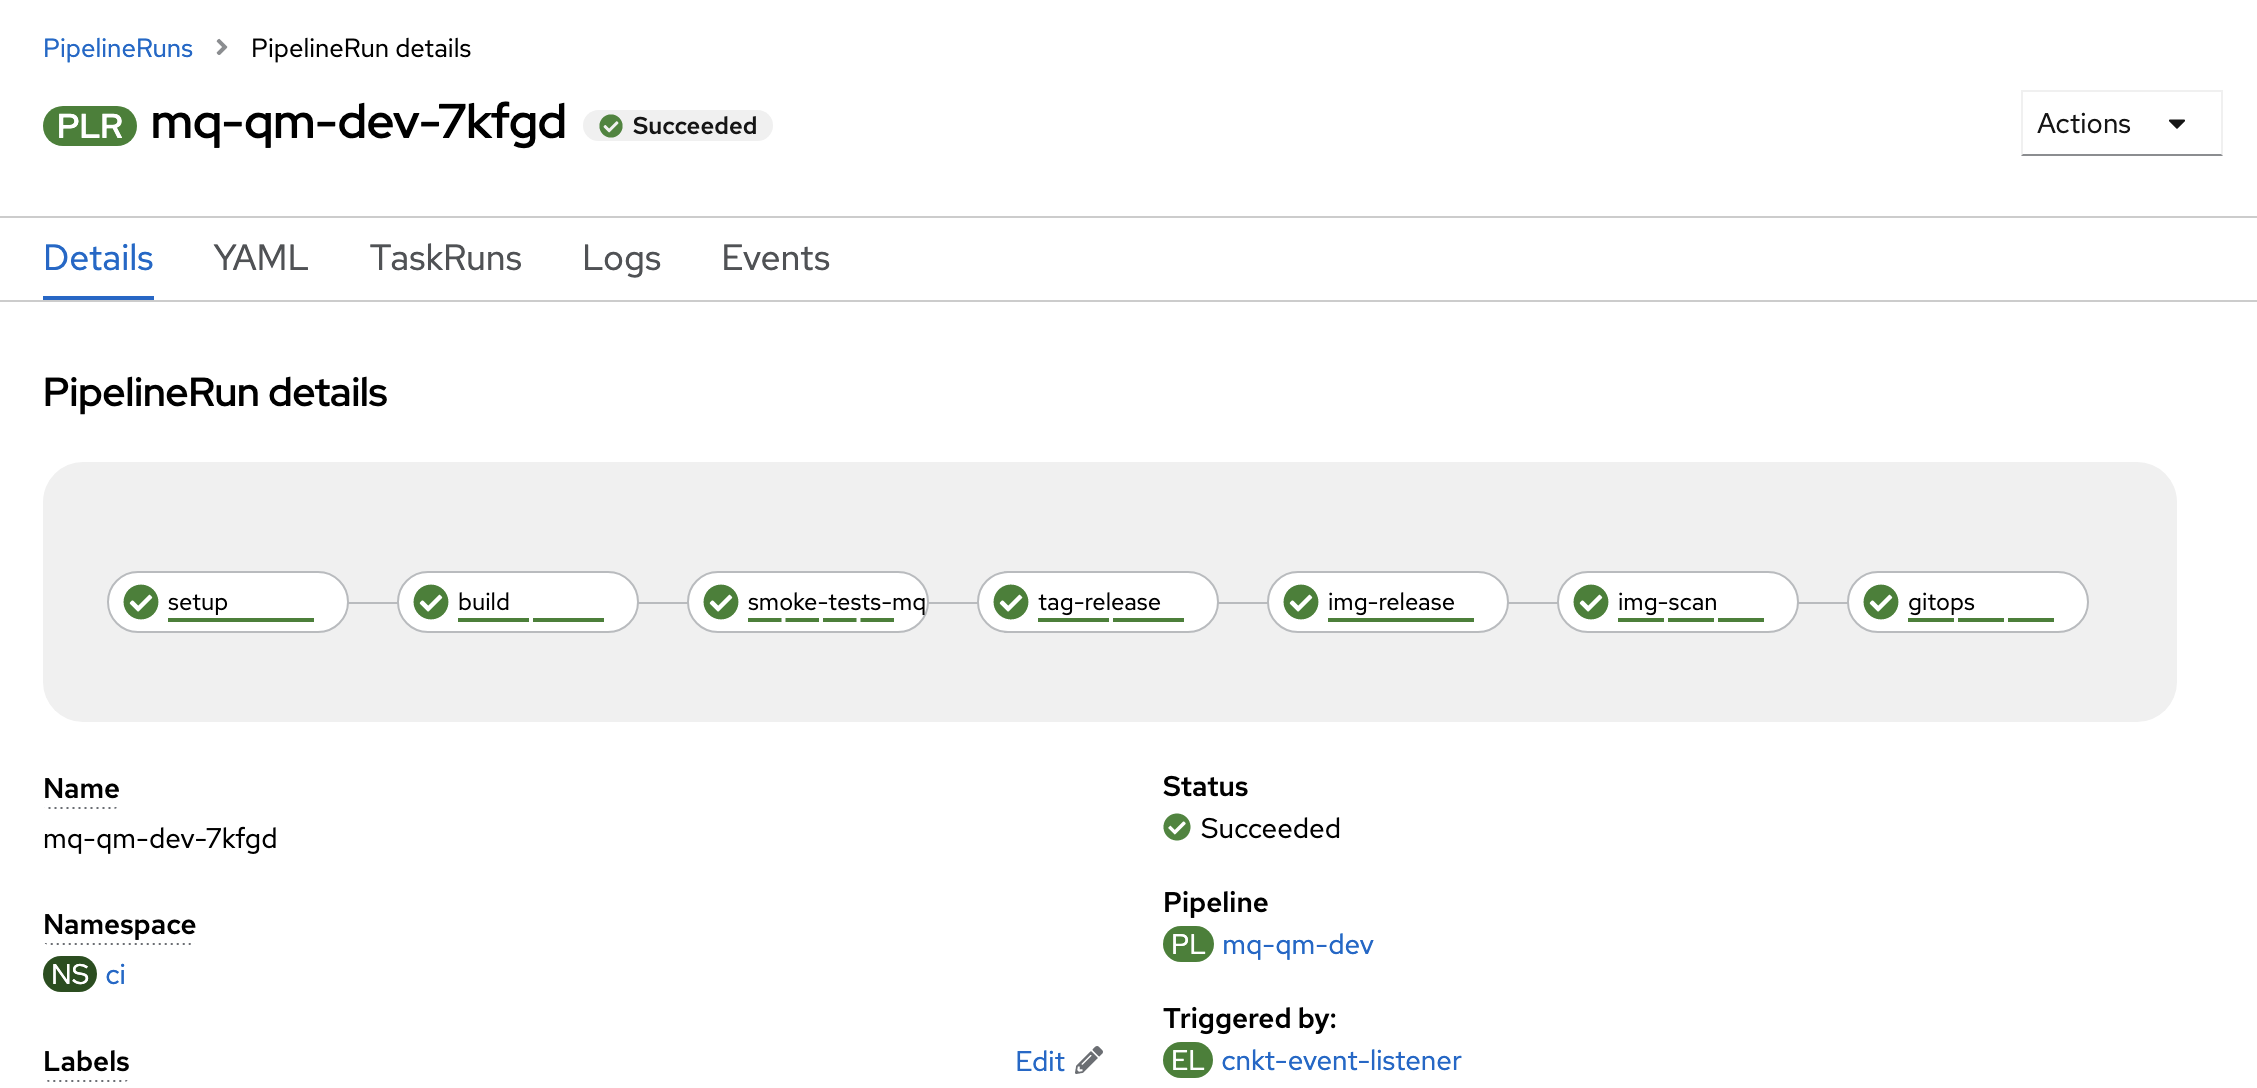 PipelineRuns > PipelineRun details
PLR mq-qm-dev-7kfgd Succeeded
Actions
Details YAML TaskRuns Logs Events
PipelineRun details
setup build smoke-tests-mq tag-release img-release img-scan gitops
Name
mq-qm-dev-7kfgd
Namespace
NS ci
Labels Edit
Status
Succeeded
Pipeline
PL mq-qm-dev
Triggered by:
EL cnkt-event-listener